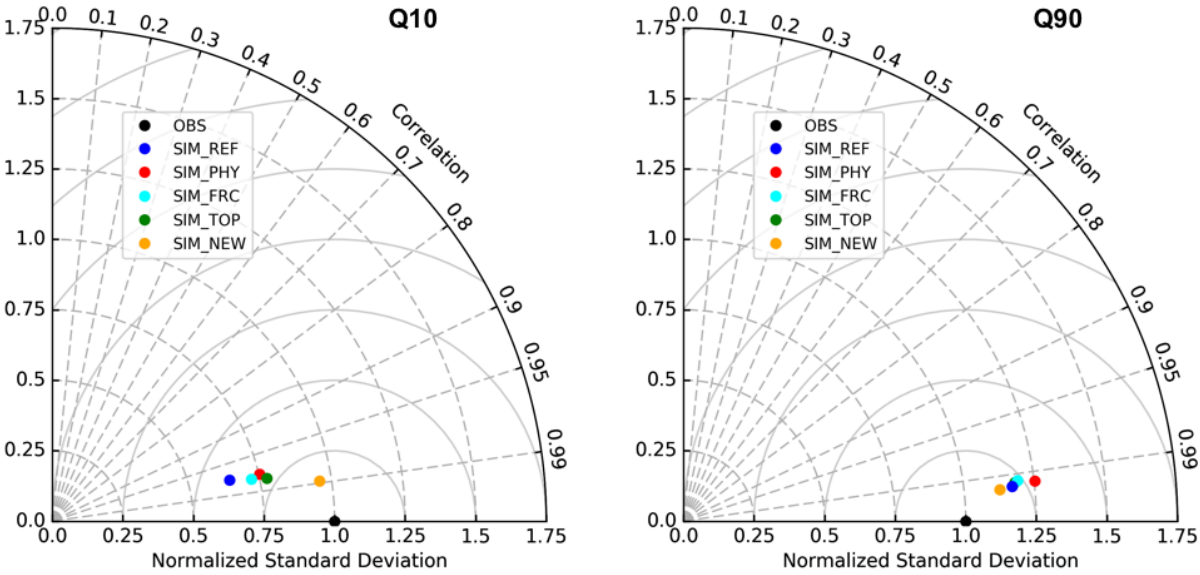 Q10
0.0
0.1
0.2
0.3
0.4
0.5
0.6
0.7
0.8
0.9
0.95
0.99
Correlation
1.75
1.5
1.25
1.0
0.75
0.5
0.25
0.0
OBS
SIM_REF
SIM_PHY
SIM_FRC
SIM_TOP
SIM_NEW
0.0 0.25 0.5 0.75 1.0 1.25 1.5 1.75
Normalized Standard Deviation
Q90
0.0
0.1
0.2
0.3
0.4
0.5
0.6
0.7
0.8
0.9
0.95
0.99
Correlation
1.75
1.5
1.25
1.0
0.75
0.5
0.25
0.0
OBS
SIM_REF
SIM_PHY
SIM_FRC
SIM_TOP
SIM_NEW
0.0 0.25 0.5 0.75 1.0 1.25 1.5 1.75
Normalized Standard Deviation